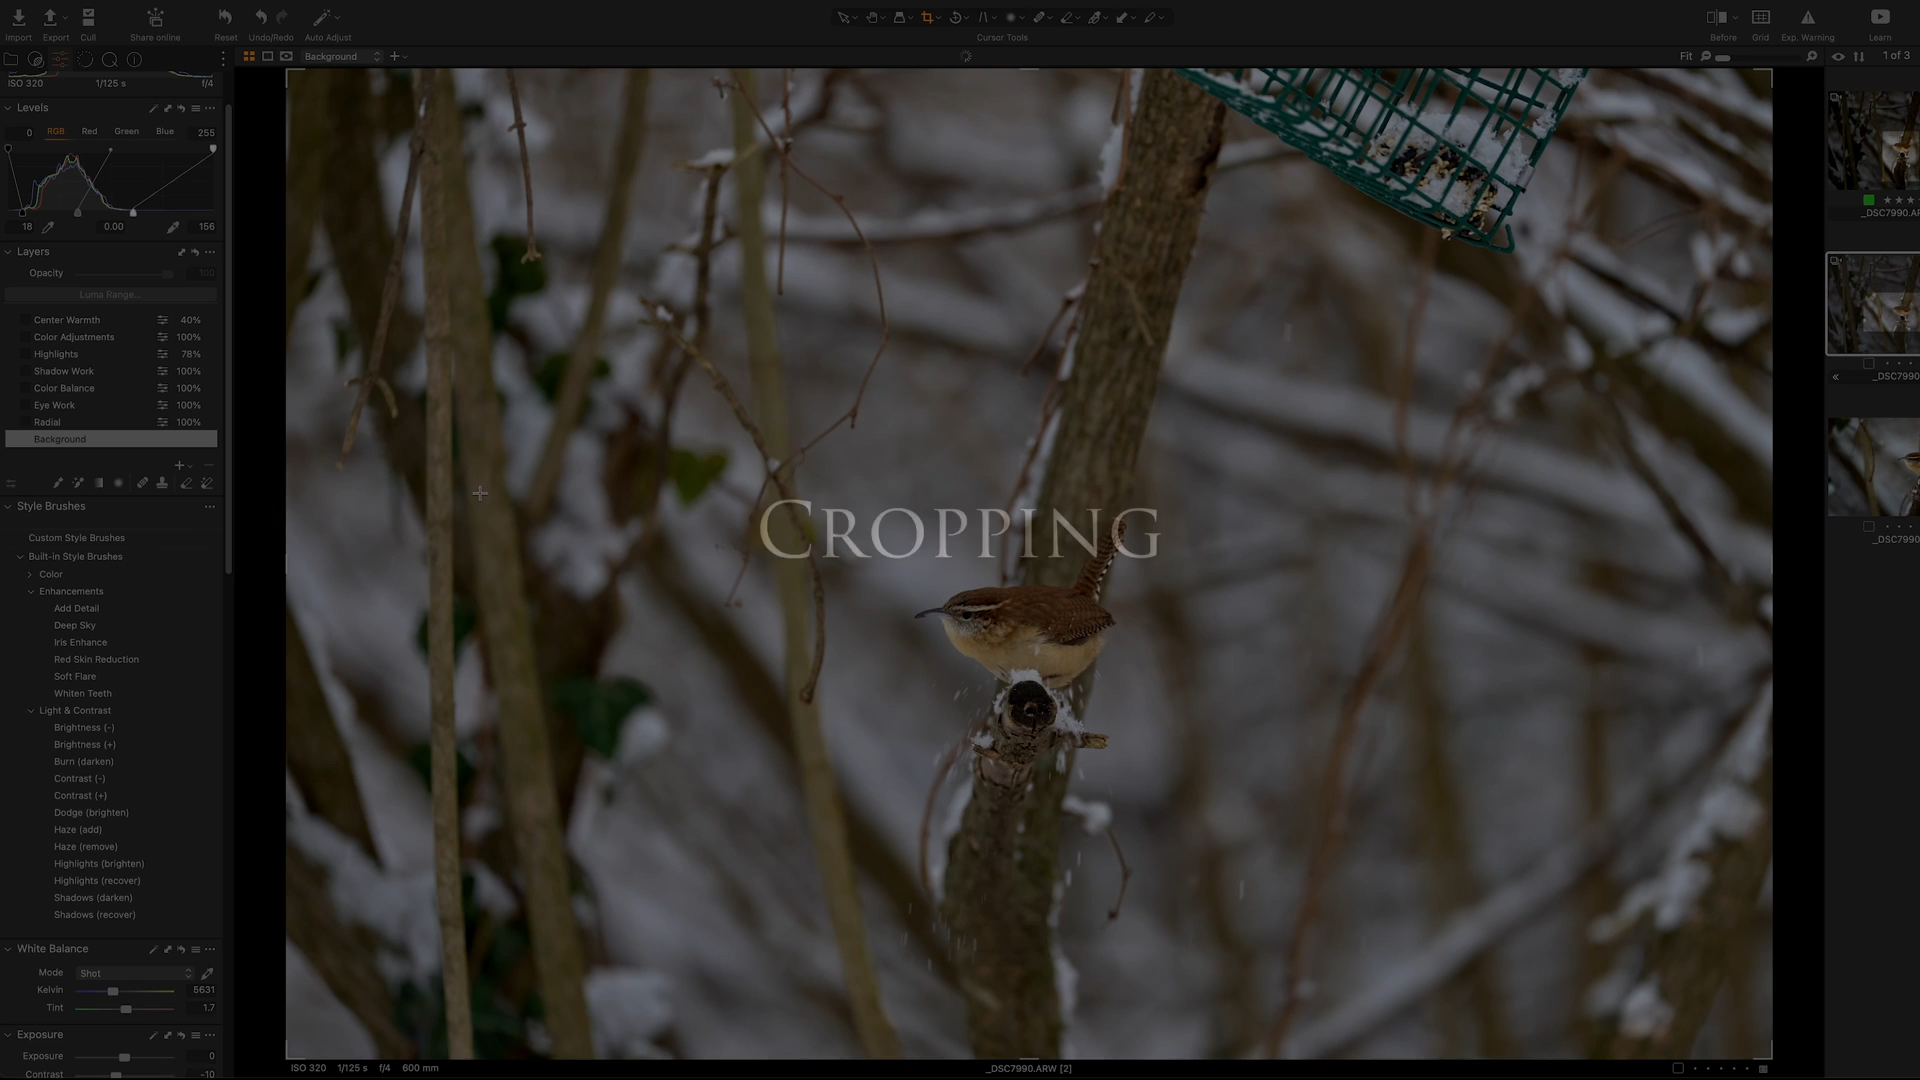 Import Export Cull Share online Reset Undo/Redo Auto Adjust Cursor Tools Before Grid Exp. Warning Learn
Background Fit 1 of 3
ISO 320 1/125 s f/4
Levels
0 RGB Red Green Blue 255
18 0.00 156
Layers
Opacity 100
Luma Range...
Center Warmth 40%
Color Adjustments 100%
Highlights 78%
Shadow Work 100%
Color Balance 100%
Eye Work 100%
Radial 100%
Background
Style Brushes
Custom Style Brushes
Built-in Style Brushes
Color
Enhancements
Add Detail
Deep Sky
Iris Enhance
Red Skin Reduction
Soft Flare
Whiten Teeth
Light & Contrast
Brightness (-)
Brightness (+)
Burn (darken)
Contrast (-)
Contrast (+)
Dodge (brighten)
Haze (add)
Haze (remove)
Highlights (brighten)
Highlights (recover)
Shadows (darken)
Shadows (recover)
White Balance
Mode Shot
Kelvin 5631
Tint 1.7
Exposure
Exposure 0
Contrast -10
CROPPING
ISO 320 1/125 s f/4 600 mm _DSC7990.ARW [2]
_DSC7990.AR
_DSC7990
_DSC7990